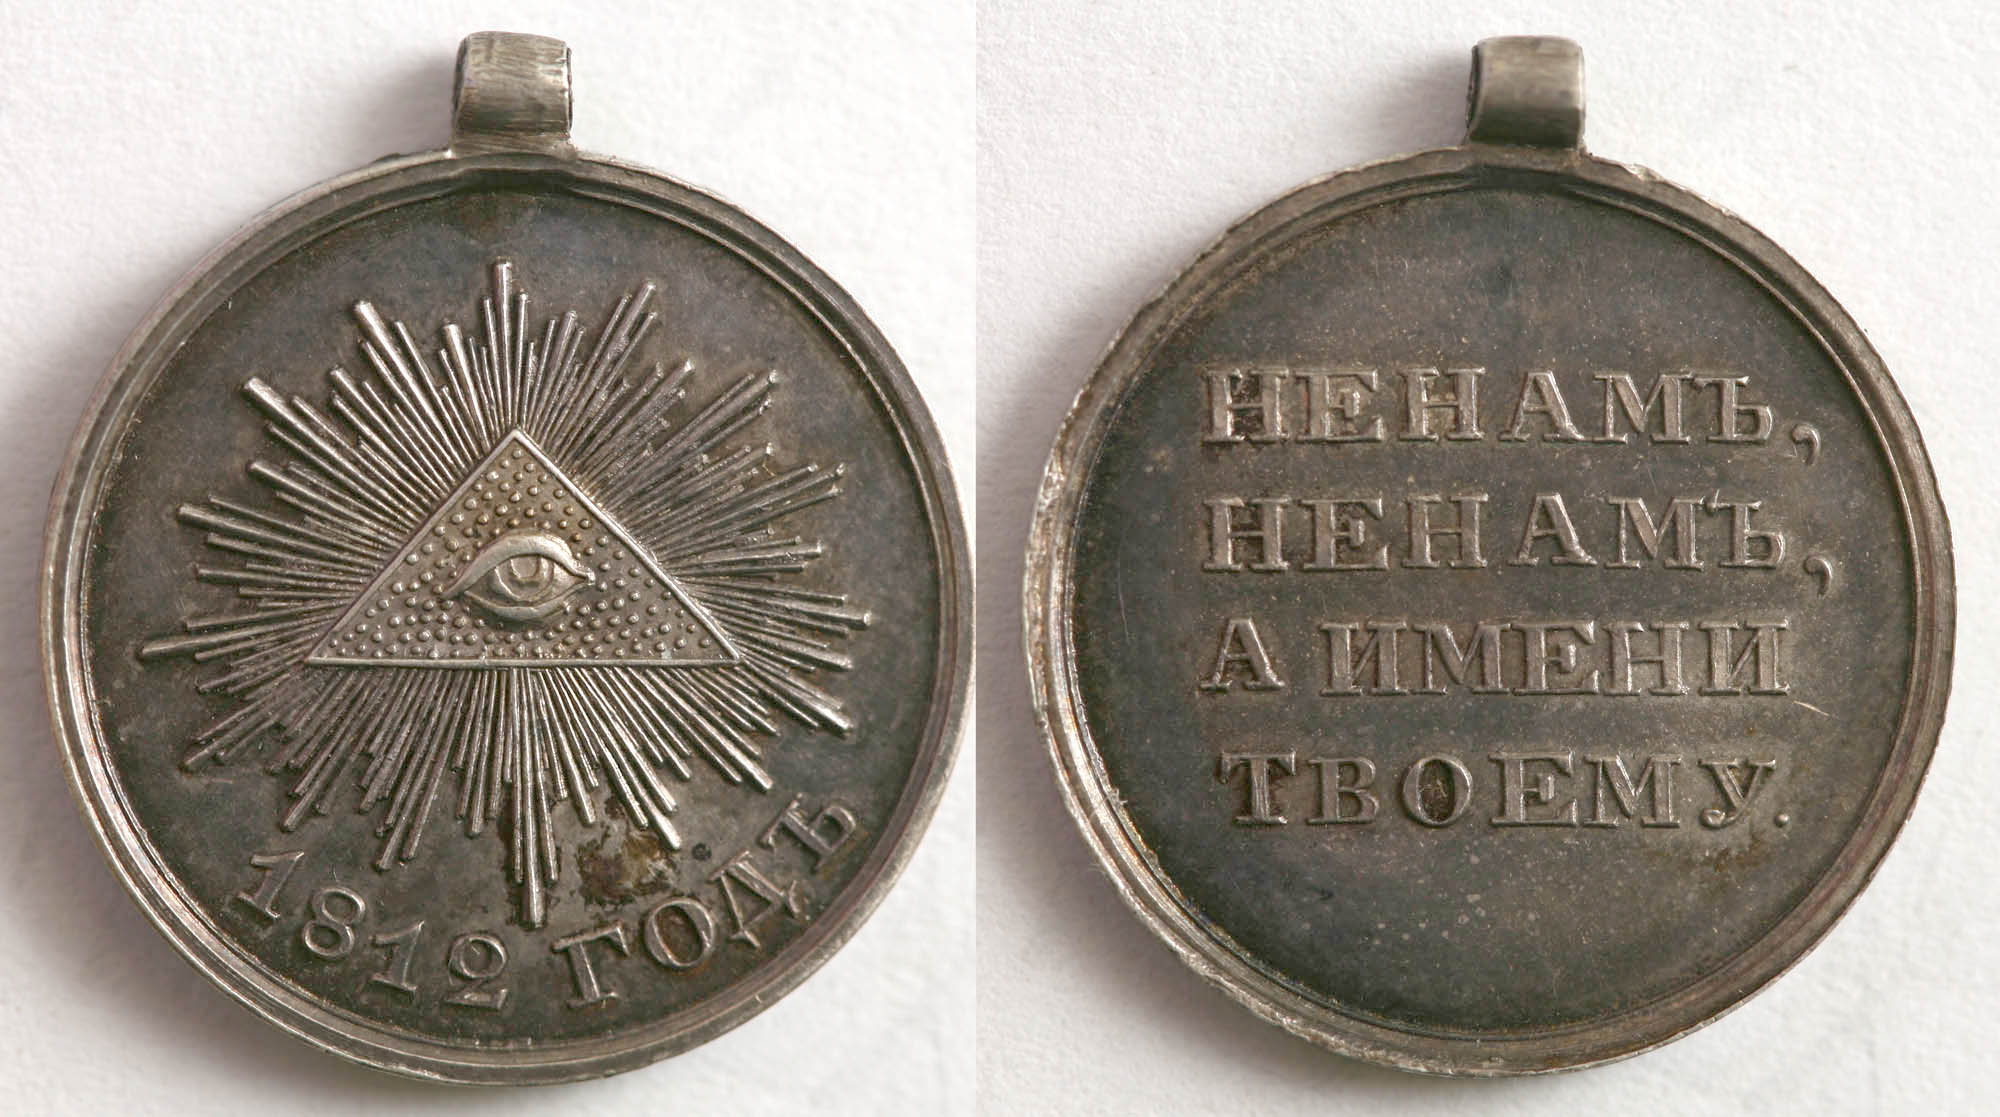 1812 ГОДЪ
НЕНАМЪ,
НЕНАМЪ,
А ИМЕНИ
ТВОЕМУ.